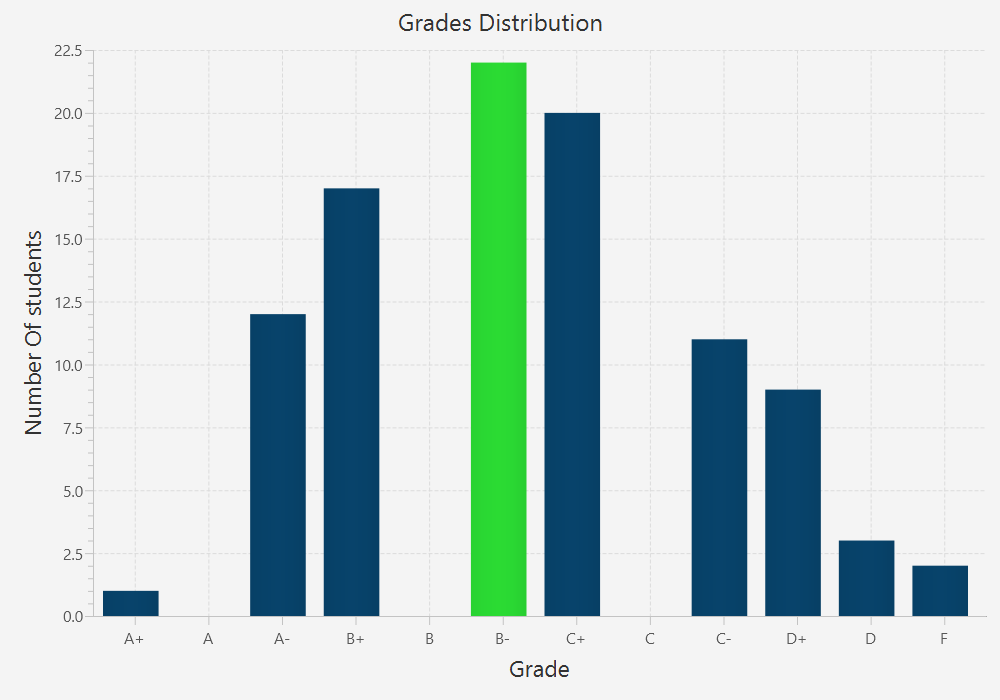 Grades Distribution
22.5
20.0
17.5
15.0
12.5
10.0
7.5
5.0
2.5
0.0
Number Of students
A+ A A- B+ B B- C+ C C- D+ D F
Grade